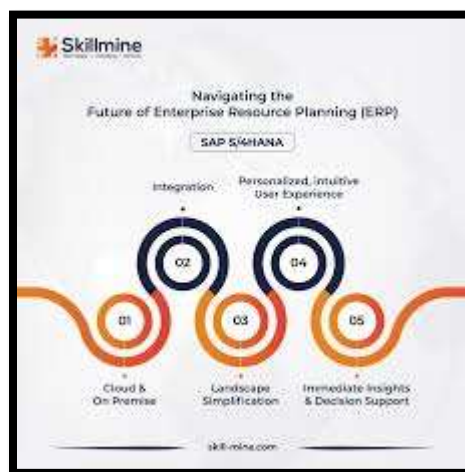 Skillmine
Navigating the
Future of Enterprise Resource Planning (ERP)
SAP S/4HANA
Integration
Personalized, Intuitive
User Experience
02
04
01
03
05
Cloud &
On Premise
Landscape
Simplification
Immediate Insights
& Decision Support
skill-mine.com